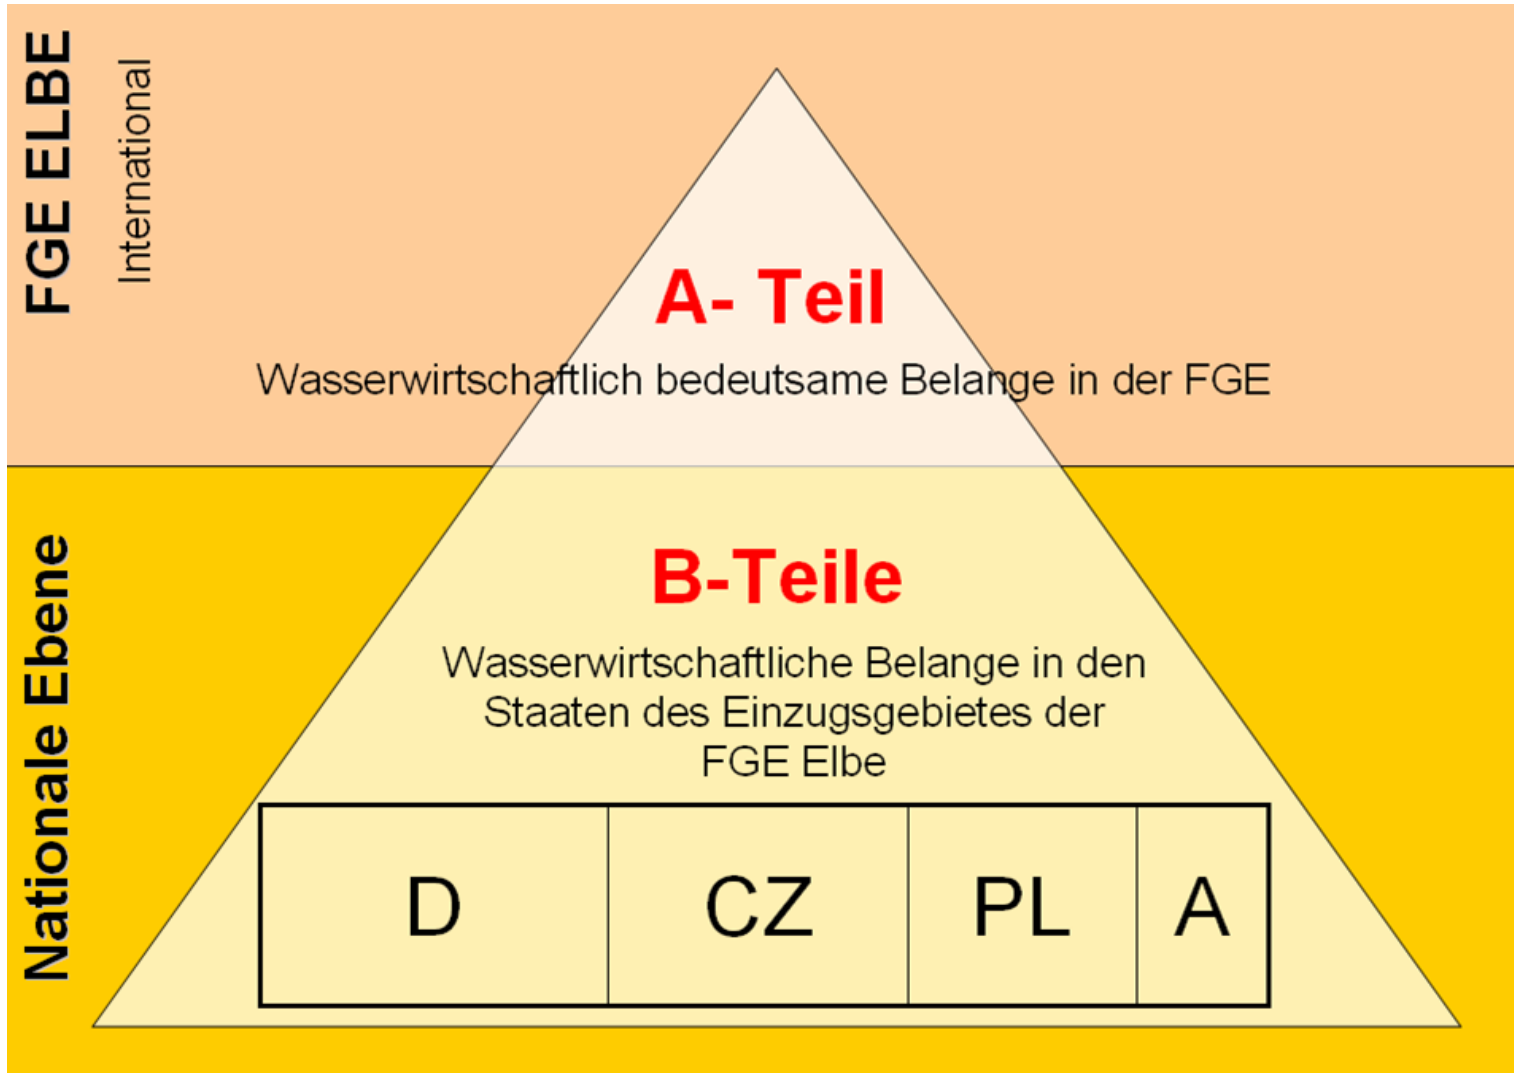 FGE ELBE
International
A- Teil
Wasserwirtschaftlich bedeutsame Belange in der FGE
Nationale Ebene
B-Teile
Wasserwirtschaftliche Belange in den
Staaten des Einzugsgebietes der
FGE Elbe
D CZ PL A